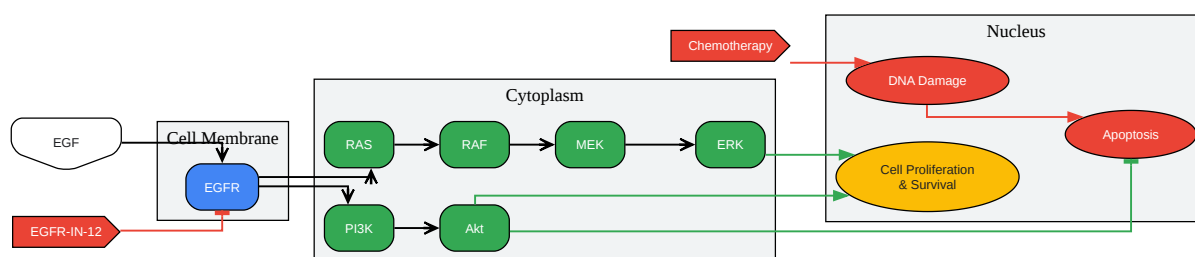 Nucleus
Chemotherapy
DNA Damage
Cytoplasm
Cell Membrane
EGF
RAS
RAF
MEK
ERK
Apoptosis
Cell Proliferation
& Survival
EGFR
EGFR-IN-12
PI3K
Akt